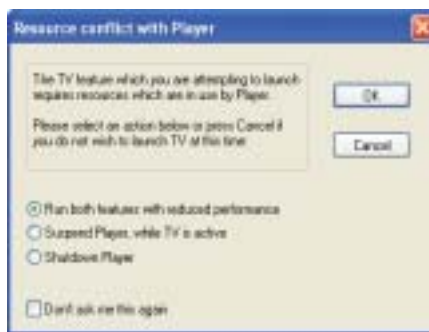 Resource conflict with Player
The TV feature which you are attempting to launch
requires resources which are in use by Player.
Please select an action below or press Cancel if
you do not wish to launch TV at this time
OK
Cancel
Run both features with reduced performance
Suspend Player, while TV is active
Shutdown Player
Don't ask me this again